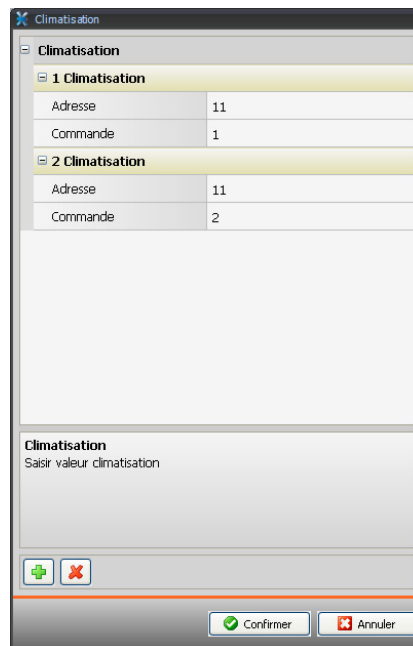 Climatisation
Climatisation
1 Climatisation
Adresse 11
Commande 1
2 Climatisation
Adresse 11
Commande 2
Climatisation
Saisir valeur climatisation
Confirmer Annuler